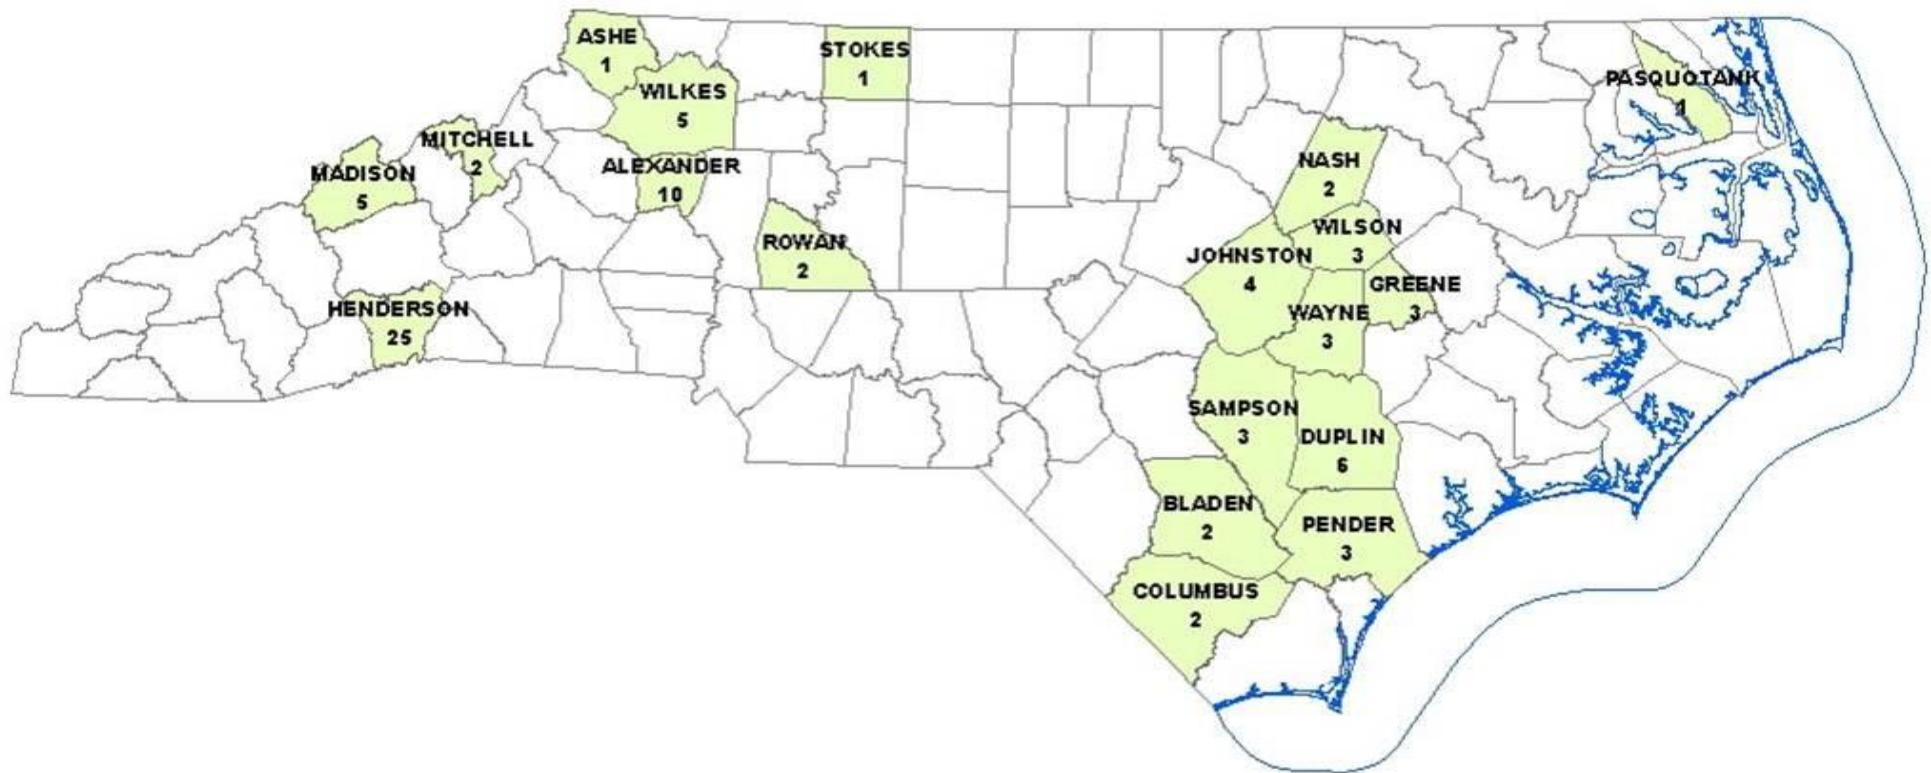 ASHE
1
STOKES
1
WILKES
5
PASQUOTANK
1
MITCHELL
2
MADISON
5
ALEXANDER
10
NASH
2
ROWAN
2
WILSON
3
JOHNSTON
4
GREENE
3
HENDERSON
25
WAYNE
3
SAMPSON
3
DUPLIN
6
BLADEN
2
PENDER
3
COLUMBUS
2